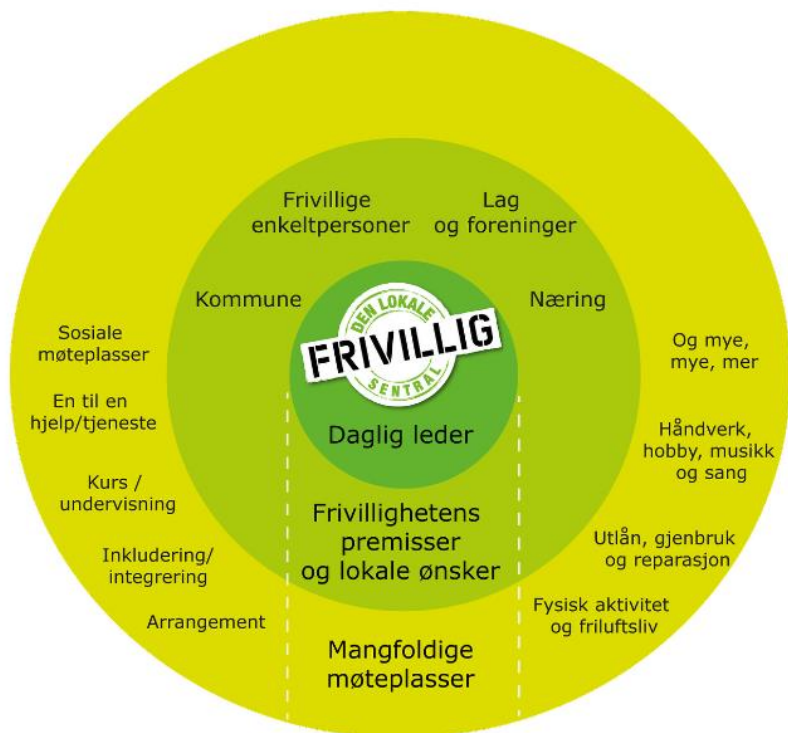 Frivillige
enkeltpersoner
Lag
og foreninger
Kommune
Næring
DEN LOKALE
FRIVILLIG
SENTRAL
Daglig leder
Frivillighetens
premisser
og lokale ønsker
Mangfoldige
møteplasser
Sosiale
møteplasser
En til en
hjelp/tjeneste
Kurs /
undervisning
Inkludering/
integrering
Arrangement
Og mye,
mye, mer
Håndverk,
hobby, musikk
og sang
Utlån, gjenbruk
og reparasjon
Fysisk aktivitet
og friluftsliv